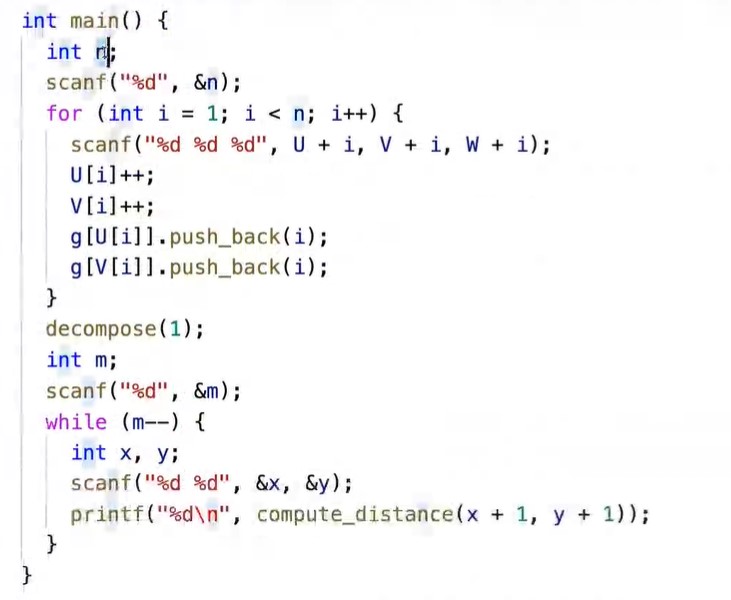 int main() {
  int n;
  scanf("%d", &n);
  for (int i = 1; i < n; i++) {
    scanf("%d %d %d", U + i, V + i, W + i);
    U[i]++;
    V[i]++;
    g[U[i]].push_back(i);
    g[V[i]].push_back(i);
  }
  decompose(1);
  int m;
  scanf("%d", &m);
  while (m--) {
    int x, y;
    scanf("%d %d", &x, &y);
    printf("%d\n", compute_distance(x + 1, y + 1));
  }
}